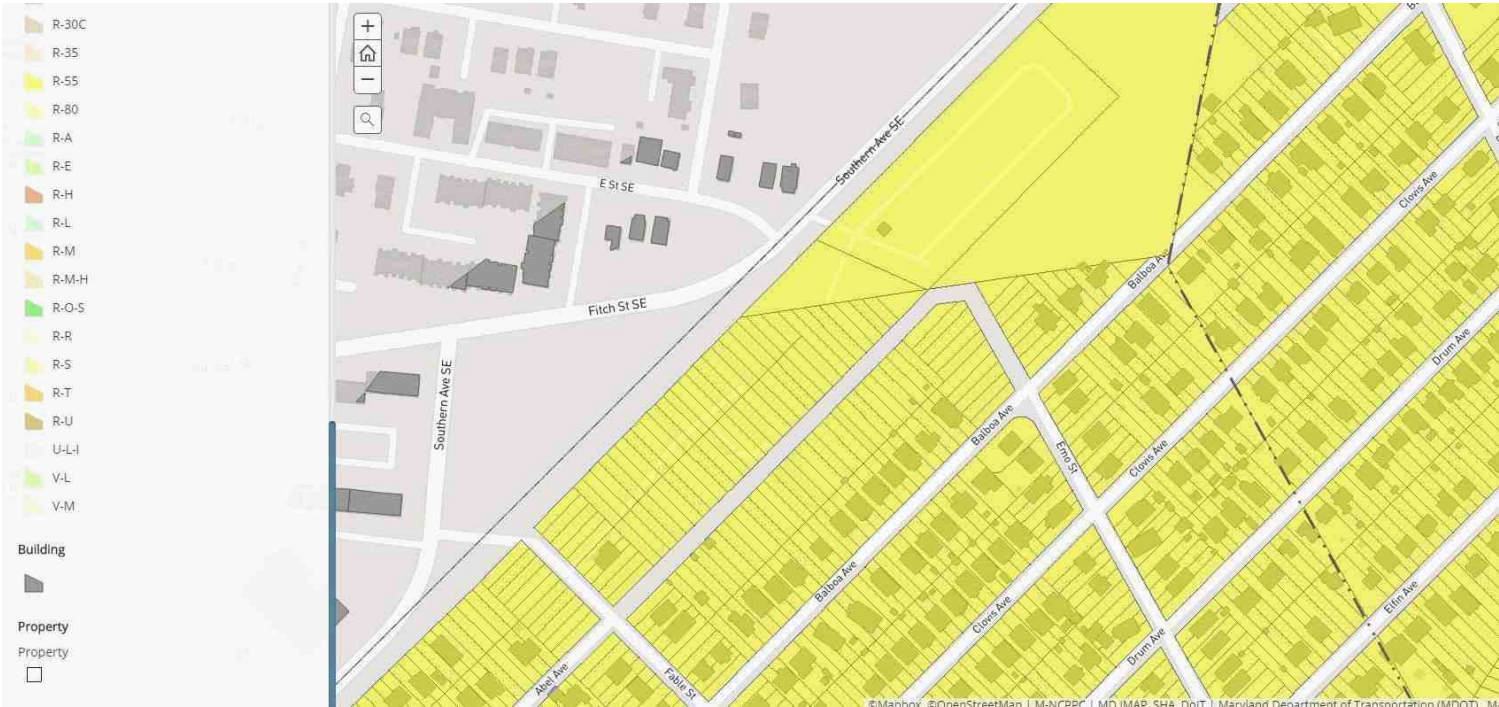 R-30C
R-35
R-55
R-80
R-A
R-E
R-H
R-L
R-M
R-M-H
R-O-S
R-R
R-S
R-T
R-U
U-L-I
V-L
V-M
Building
Property
Property
+
−
E St SE
Southern Ave SE
Fitch St SE
Southern Ave SE
Balboa Ave
Clovis Ave
Drum Ave
Balboa Ave
Emo St
Clovis Ave
Balboa Ave
Clovis Ave
Elfin Ave
Drum Ave
Abel Ave
Fable St
©Mapbox, ©OpenStreetMap | M-NCPPC | MD iMAP, SHA, DoIT | Maryland Department of Transportation (MDOT),